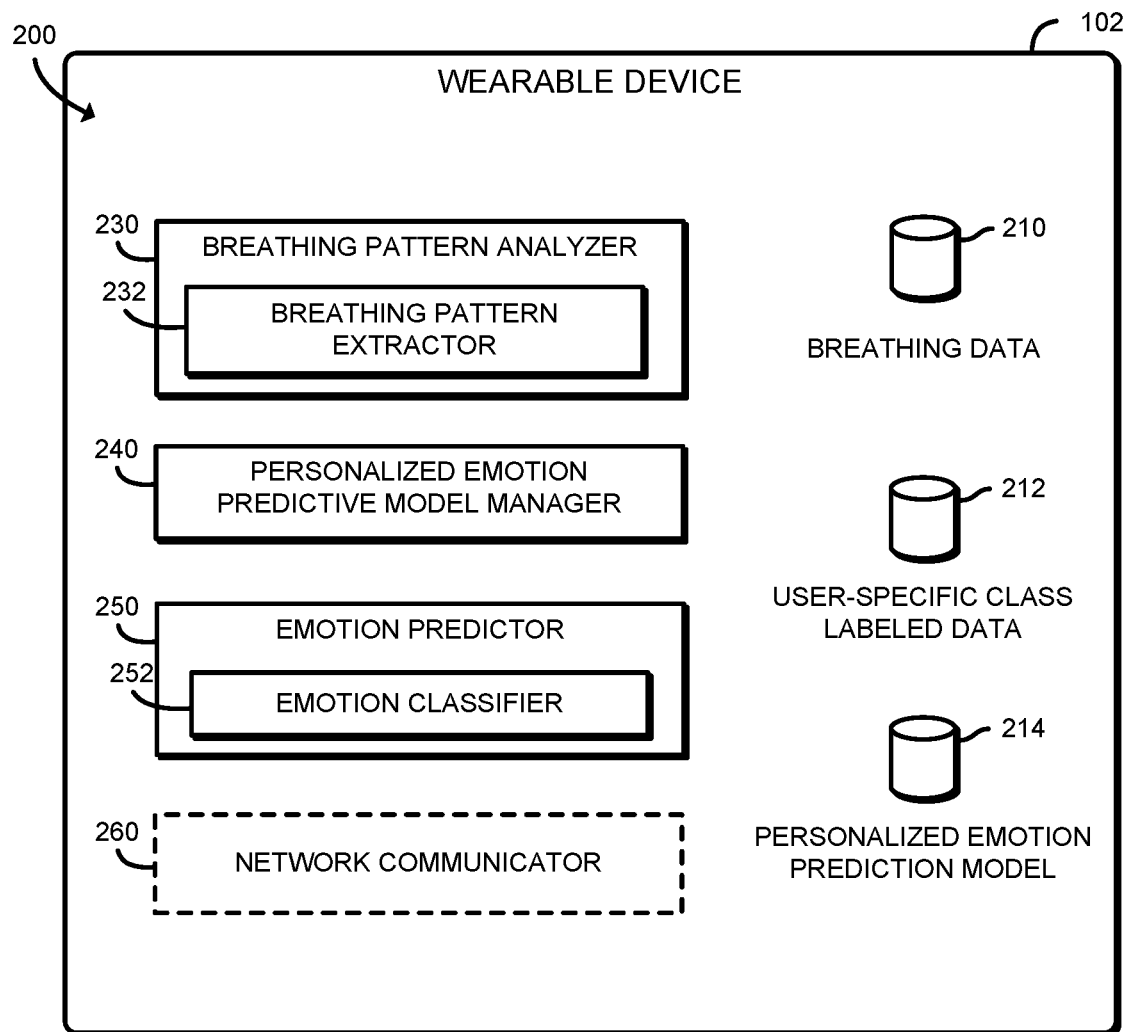 200
102
WEARABLE DEVICE
230
BREATHING PATTERN ANALYZER
232
BREATHING PATTERN
EXTRACTOR
210
BREATHING DATA
240
PERSONALIZED EMOTION
PREDICTIVE MODEL MANAGER
212
USER-SPECIFIC CLASS
LABELED DATA
250
EMOTION PREDICTOR
252
EMOTION CLASSIFIER
214
PERSONALIZED EMOTION
PREDICTION MODEL
260
NETWORK COMMUNICATOR